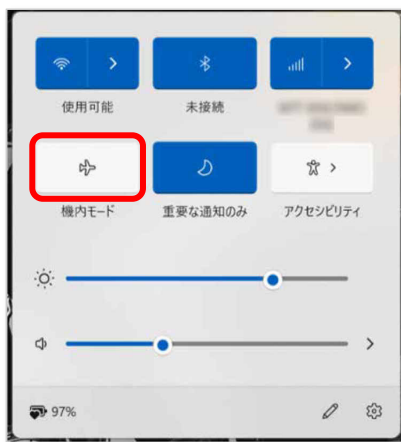 使用可能
未接続
機内モード
重要な通知のみ
アクセシビリティ
97%